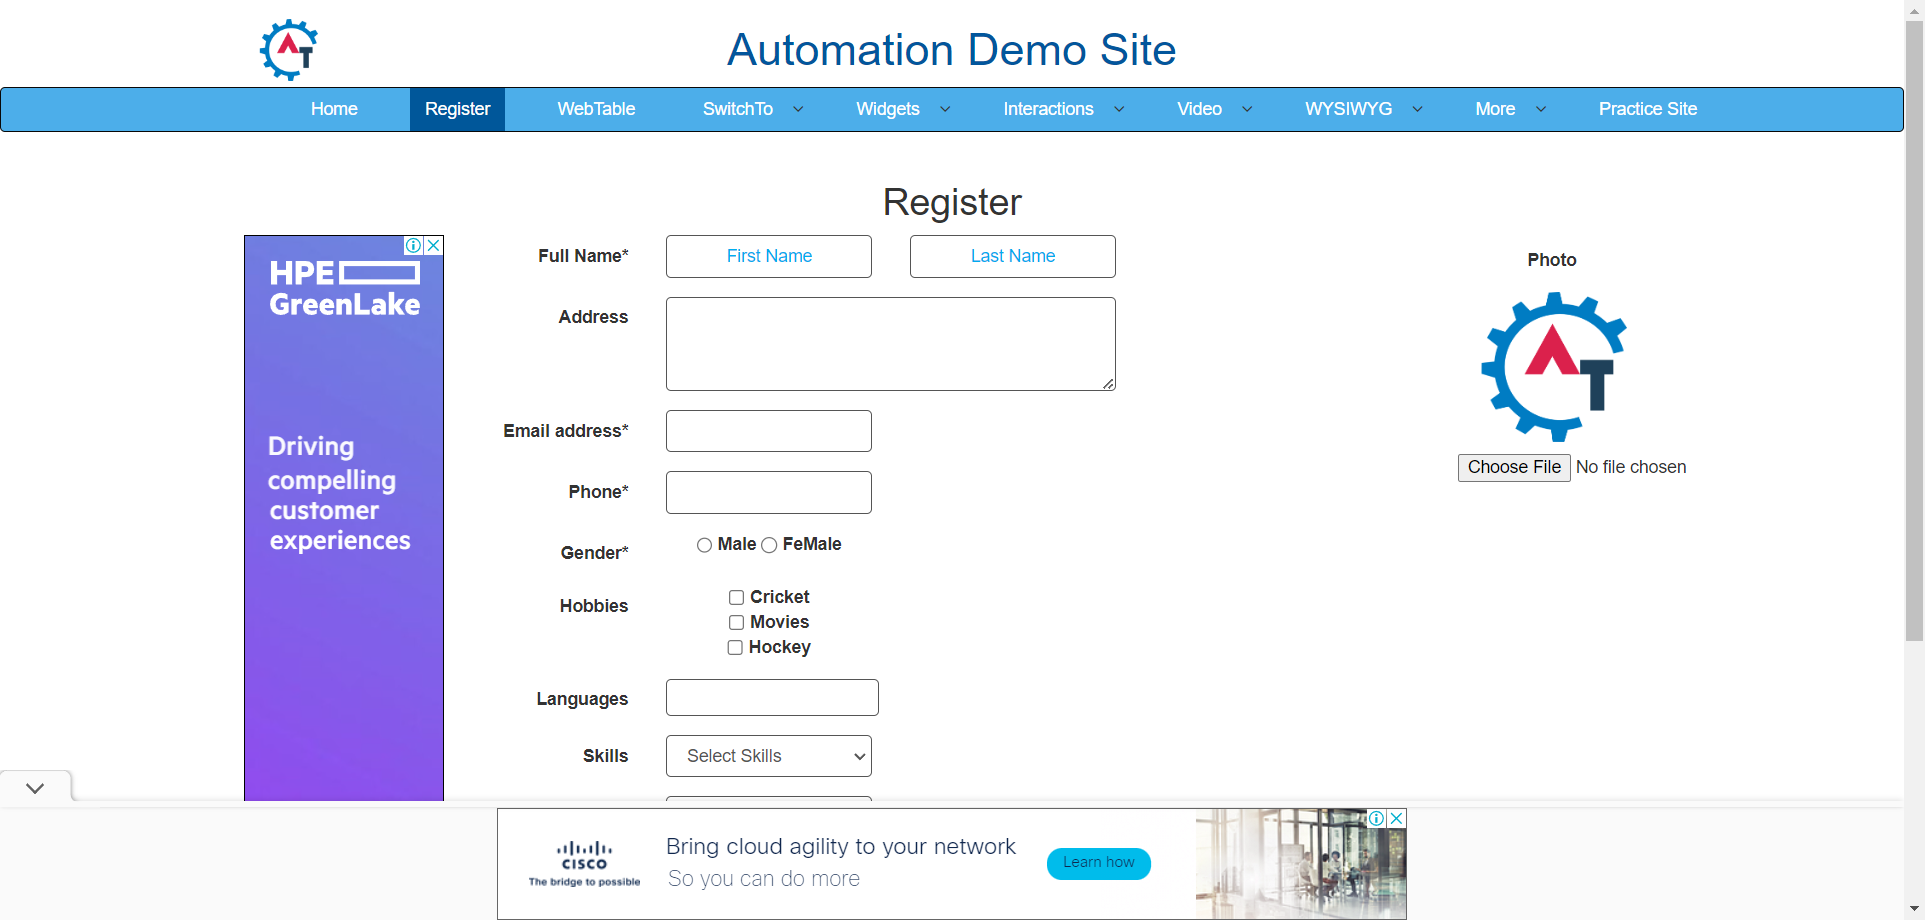 AT
Automation Demo Site
Home Register WebTable SwitchTo Widgets Interactions Video WYSIWYG More Practice Site
Register
HPE
GreenLake
Driving
compelling
customer
experiences
Full Name* First Name Last Name
Address
Email address*
Phone*
Gender* Male FeMale
Hobbies
Cricket
Movies
Hockey
Languages
Skills Select Skills
Photo
AT
Choose File No file chosen
CISCO
The bridge to possible
Bring cloud agility to your network
So you can do more
Learn how